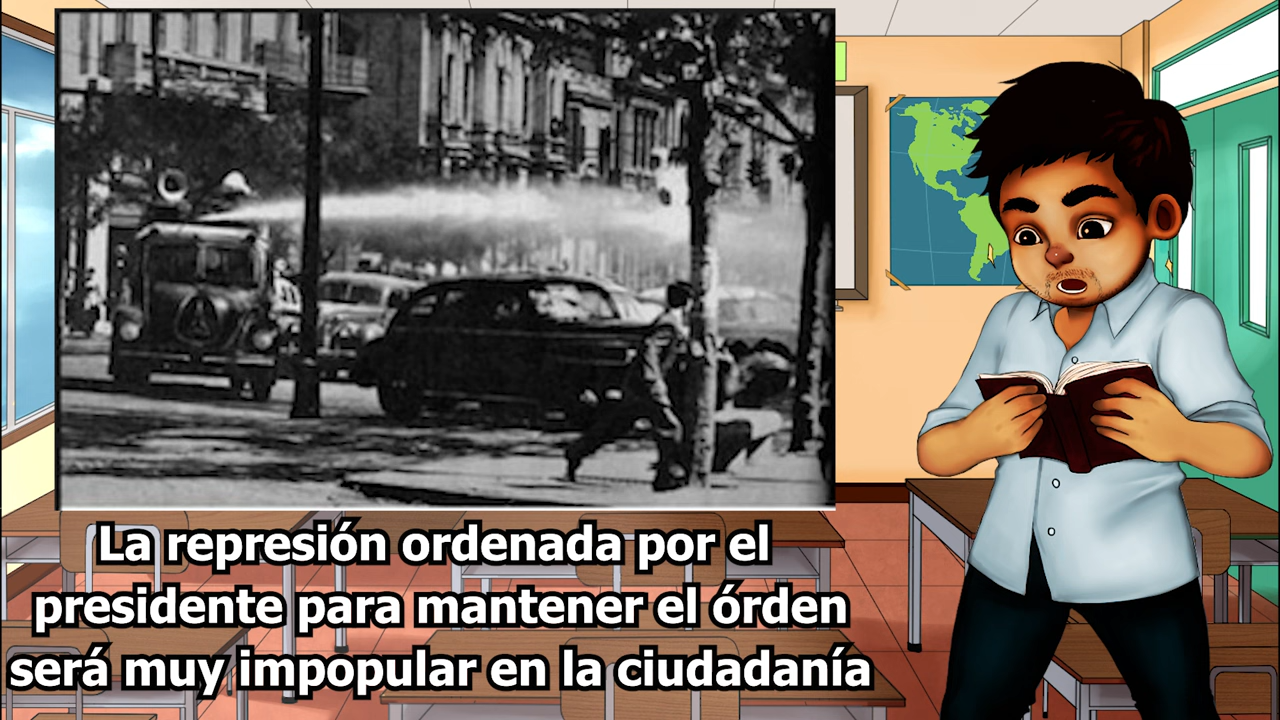 La represión ordenada por el
presidente para mantener el órden
será muy impopular en la ciudadanía